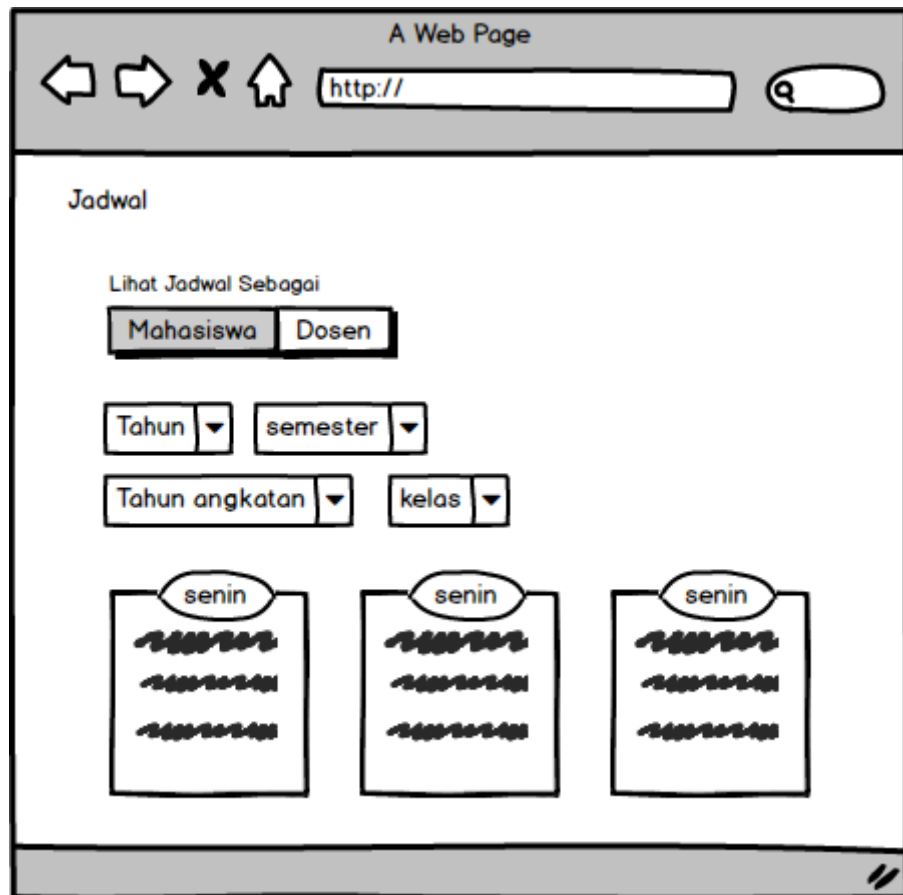 A Web Page
http://
Jadwal
Lihat Jadwal Sebagai
Mahasiswa Dosen
Tahun semester
Tahun angkatan kelas
senin senin senin